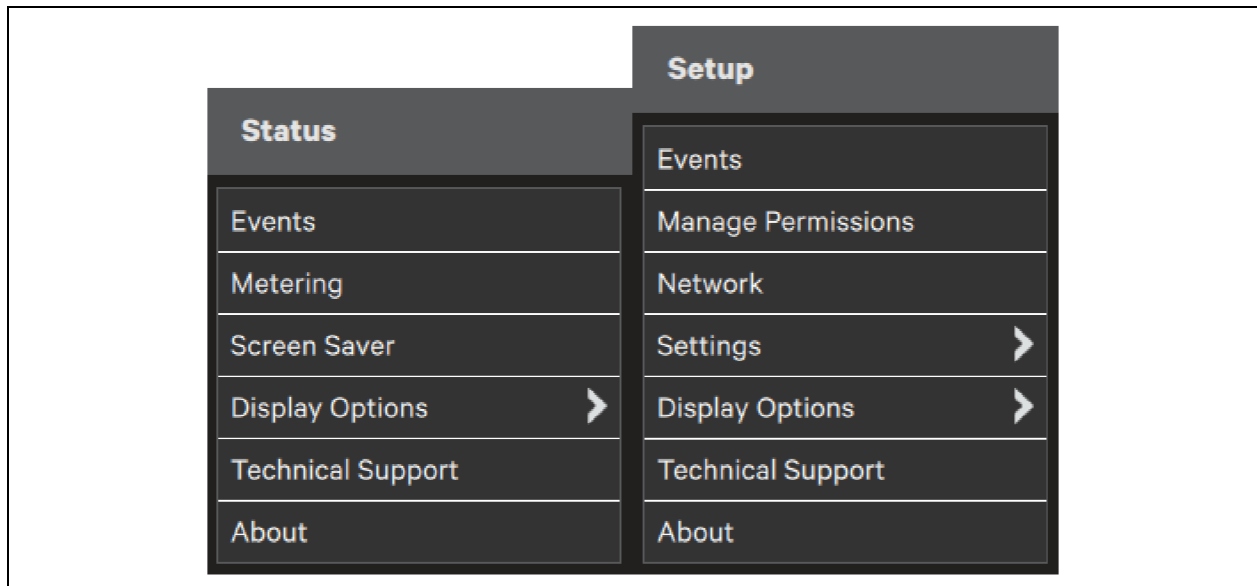 Status
Events
Metering
Screen Saver
Display Options
Technical Support
About
Setup
Events
Manage Permissions
Network
Settings
Display Options
Technical Support
About